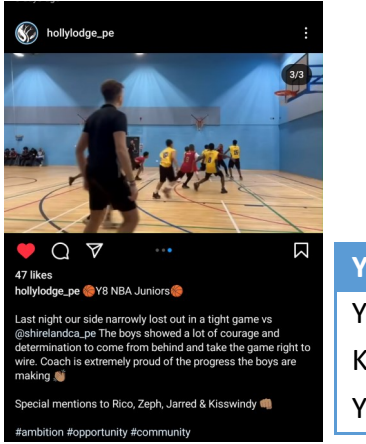 hollylodge_pe
3/3
47 likes
hollylodge_pe 🏀Y8 NBA Juniors🏀
Last night our side narrowly lost out in a tight game vs
@shirelandca_pe The boys showed a lot of courage and
determination to come from behind and take the game right to
wire. Coach is extremely proud of the progress the boys are
making 👏🏽
Special mentions to Rico, Zeph, Jarred & Kisswindy 👊🏽
#ambition #opportunity #community
Y
Y
K
Y